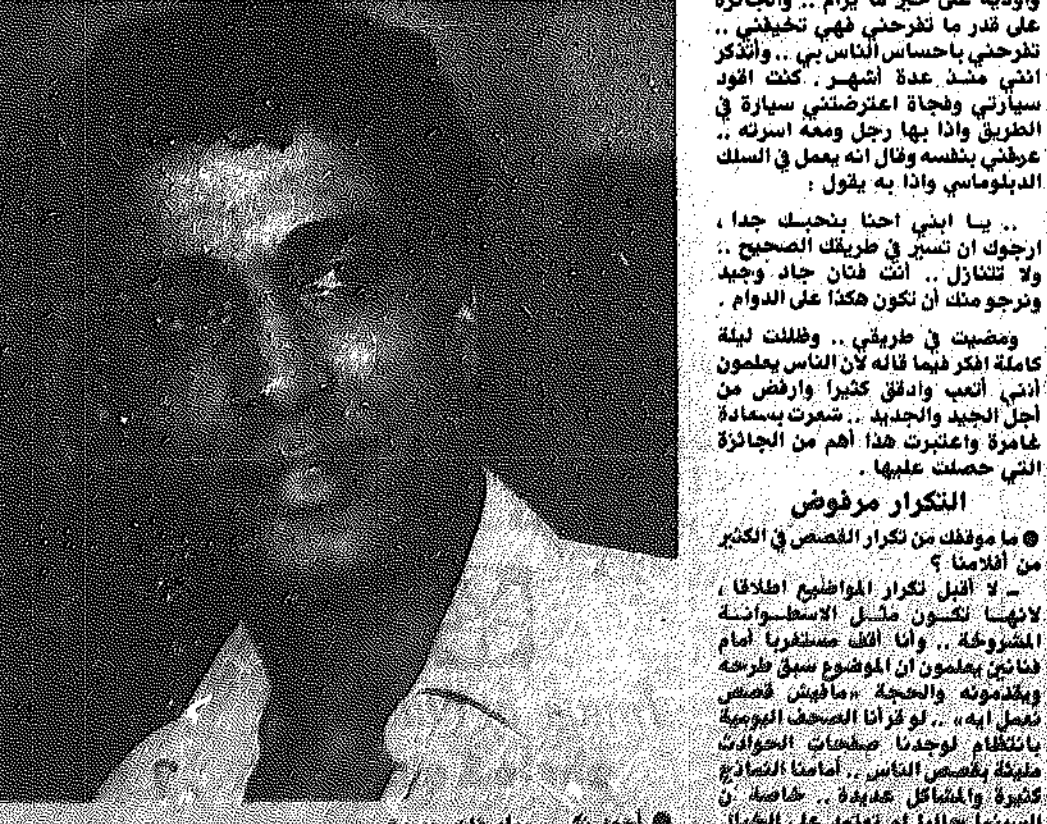 على قدر ما تفرحني فهي تخيفني ..
تفرحني باحساس الناس بي .. وأتذكر
انني منذ عدة أشهر . كنت اقود
سيارتي وفجاة اعترضتني سيارة في
الطريق واذا بها رجل ومعه اسرته ..
عرفني بنفسه وقال انه يعمل في السلك
الدبلوماسي واذا به يقول :
.. يا ابني احنا بنحبك جدا ،
ارجوك ان تسير في طريقك الصحيح ..
ولا تتنازل .. أنت فنان جاد وجيد
ونرجو منك أن تكون هكذا على الدوام .
ومضيت في طريقي .. وظللت ليلة
كاملة افكر فيما قاله لان الناس يعلمون
أنني أتعب وادقق كثيرا وارفض من
أجل الجيد والجديد .. شعرت بسعادة
غامرة واعتبرت هذا أهم من الجائزة
التي حصلت عليها .
التكرار مرفوض
● ما موقفك من تكرار القصص في الكثير
من أفلامنا ؟
ـ لا أقبل تكرار المواضيع اطلاقا ،
لانها تكون مثل الاسطوانة
المشروخة .. وأنا أقف مستغربا أمام
فنانين يعلمون ان الموضوع سبق طرحه
ويقدمونه والحجة «مافيش قصص
نعمل ايه» .. لو قرأنا الصحف اليومية
بانتظام لوجدنا صفحات الحوادث
مليئة بقصص الناس .. أمامنا النماذج
كثيرة والمشاكل عديدة .. خاصة